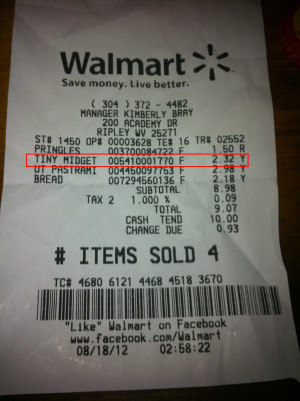 Walmart
Save money. Live better.
( 304 ) 372 - 4482
MANAGER KIMBERLY BRAY
200 ACADEMY DR
RIPLEY WV 25271
ST# 1450 OP# 00003628 TE# 16 TR# 02552
PRINGLES 003700084722 F 1.50 R
TINY MIDGET 005410001770 F 2.32 Y
OT PASTRAMI 004450097753 F 2.98 Y
BREAD 007294560136 F 2.18 Y
SUBTOTAL 8.98
TAX 2 1.000 % 0.09
TOTAL 9.07
CASH TEND 10.00
CHANGE DUE 0.93
# ITEMS SOLD 4
TC# 4680 6121 4468 4518 3670
"Like" Walmart on Facebook
www.facebook.com/Walmart
08/18/12 02:58:22